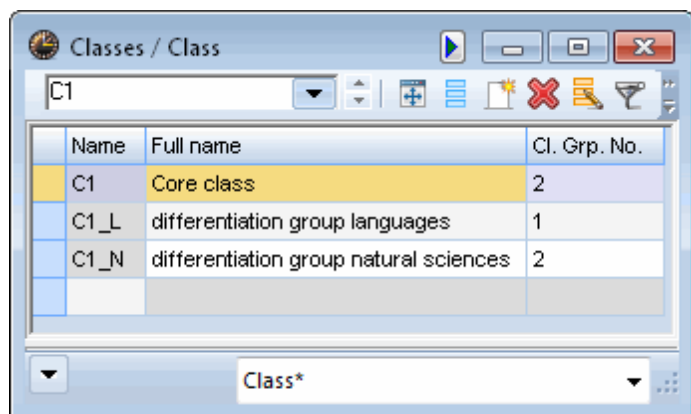 Classes / Class
C1
Name Full name Cl. Grp. No.
C1 Core class 2
C1_L differentiation group languages 1
C1_N differentiation group natural sciences 2
Class*